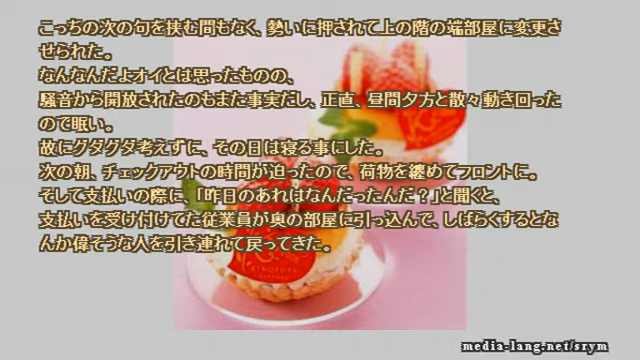 こっちの次の句を挟む間もなく、勢いに押されて上の階の端部屋に変更さ
せられた。
なんなんだよオイとは思ったものの、
騒音から開放されたのもまた事実だし、正直、昼間夕方と散々動き回った
ので眠い。
故にグダグダ考えずに、その日は寝る事にした。
次の朝、チェックアウトの時間が迫ったので、荷物を纏めてフロントに。
そして支払いの際に、「昨日のあれはなんだったんだ？」と聞くと、
支払いを受け付けてた従業員が奥の部屋に引っ込んで、しばらくするとな
んか偉そうな人を引き連れて戻ってきた。
KINOTOYA
media-lang.net/srym